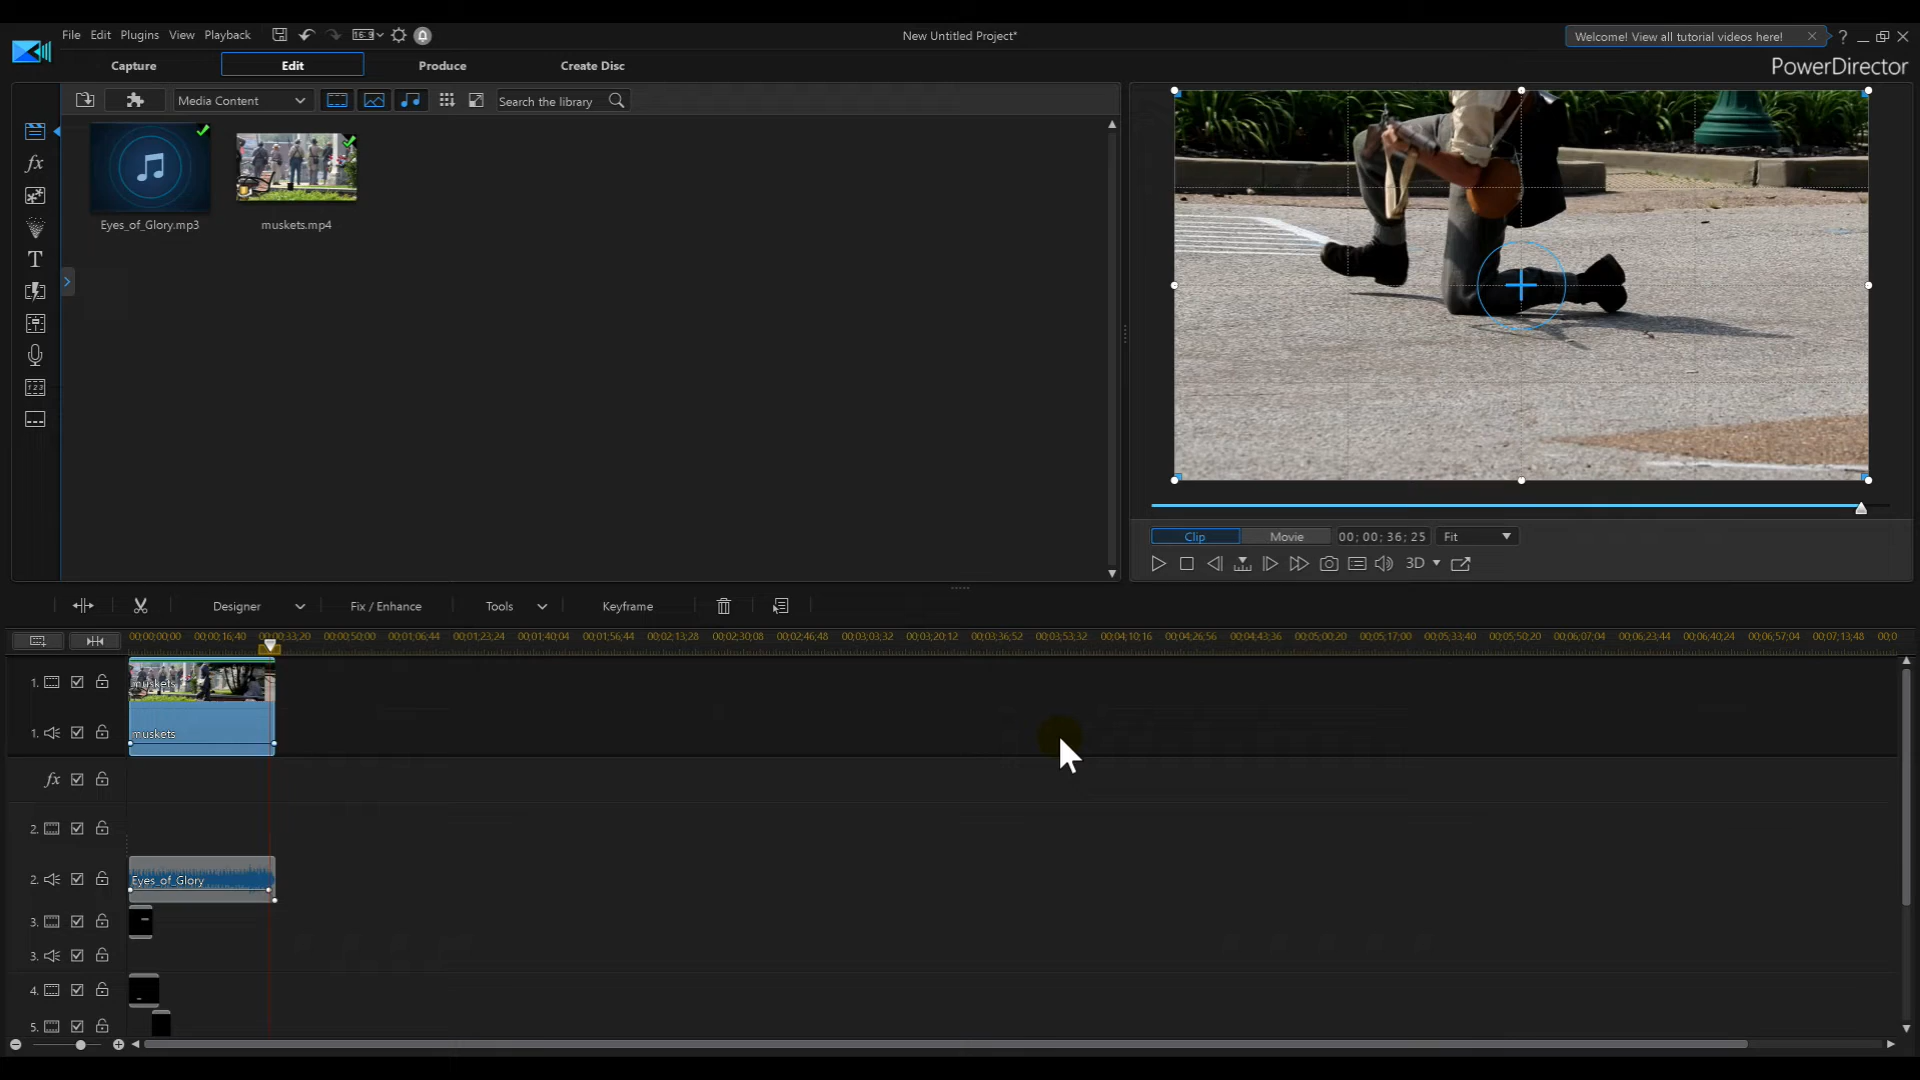 File Edit Plugins View Playback
16:9
New Untitled Project*
Welcome! View all tutorial videos here!
?
Capture Edit Produce Create Disc
PowerDirector
Media Content
Search the library
Eyes_of_Glory.mp3
muskets.mp4
fx
T
123
Clip Movie 00; 00; 36; 25 Fit
3D
Designer Fix / Enhance Tools Keyframe
00;00;00;00 00;00;16;40 00;00;33;20 00;00;50;00 00;01;06;44 00;01;23;24 00;01;40;04 00;01;56;44 00;02;13;28 00;02;30;08 00;02;46;48 00;03;03;32 00;03;20;12 00;03;36;52 00;03;53;32 00;04;10;16 00;04;26;56 00;04;43;36 00;05;00;20 00;05;17;00 00;05;33;40 00;05;50;20 00;06;07;04 00;06;23;44 00;06;40;24 00;06;57;04 00;07;13;48 00;0
1. muskets
1. muskets
fx
2.
2. Eyes_of_Glory
3.
3.
4.
5.